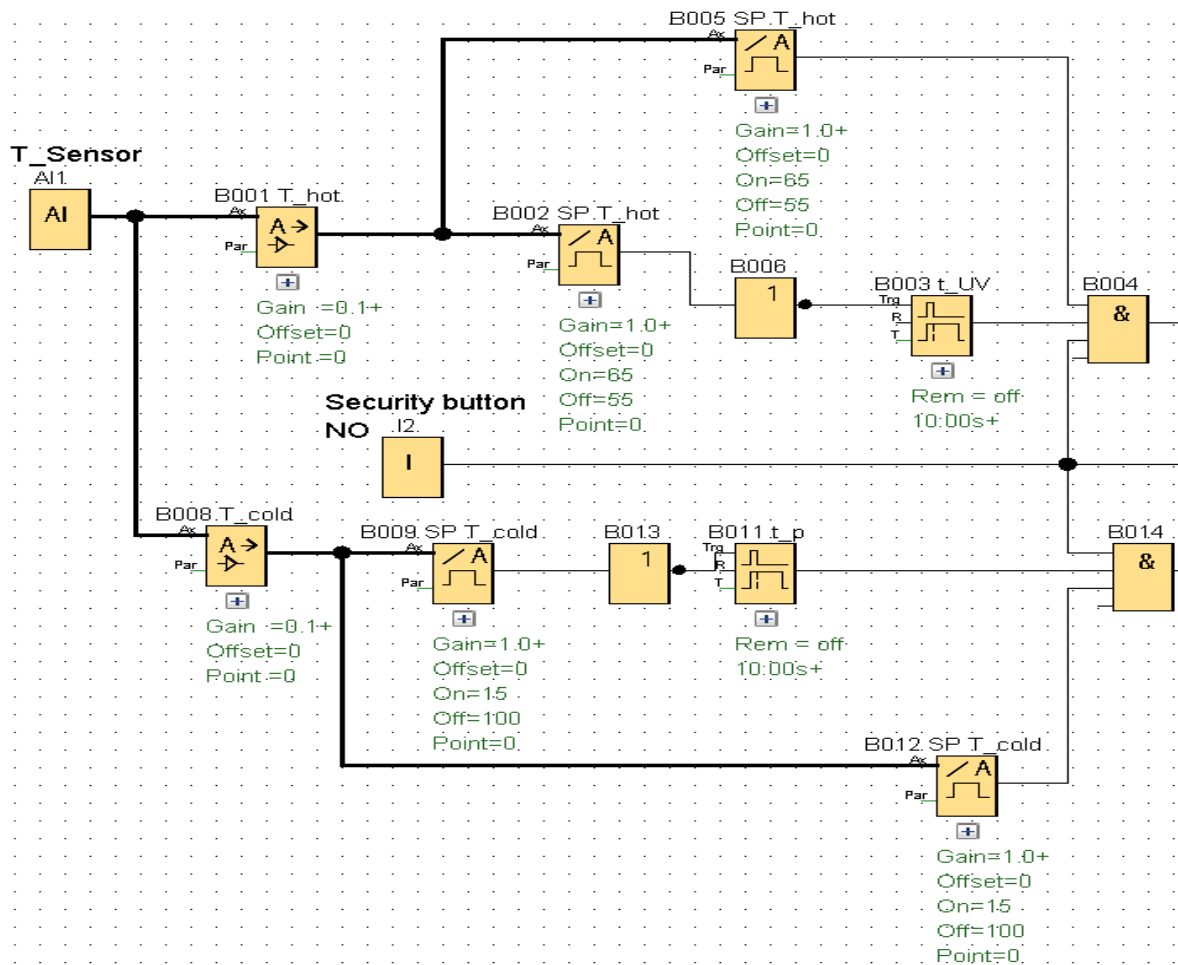 B005 SP.T_hot
Ax
A
Par
Gain=1.0+
Offset=0
On=65
Off=55
Point=0
T_Sensor
AI1
AI
B001 T_hot
Ax
A→
Par
Gain =0.1+
Offset=0
Point =0
B002 SP.T_hot
Ax
A
Par
Gain=1.0+
Offset=0
On=65
Off=55
Point=0
B006
1
B003 t_UV
Trg
R
T
Rem = off
10:00s+
B004
&
Security button
NO
I2
I
B008 T_cold
Ax
A→
Par
Gain =0.1+
Offset=0
Point =0
B009 SP T_cold
Ax
A
Par
Gain=1.0+
Offset=0
On=15
Off=100
Point=0
B013
1
B011 t_p
Trg
R
T
Rem = off
10:00s+
B014
&
B012 SP T_cold
Ax
A
Par
Gain=1.0+
Offset=0
On=15
Off=100
Point=0